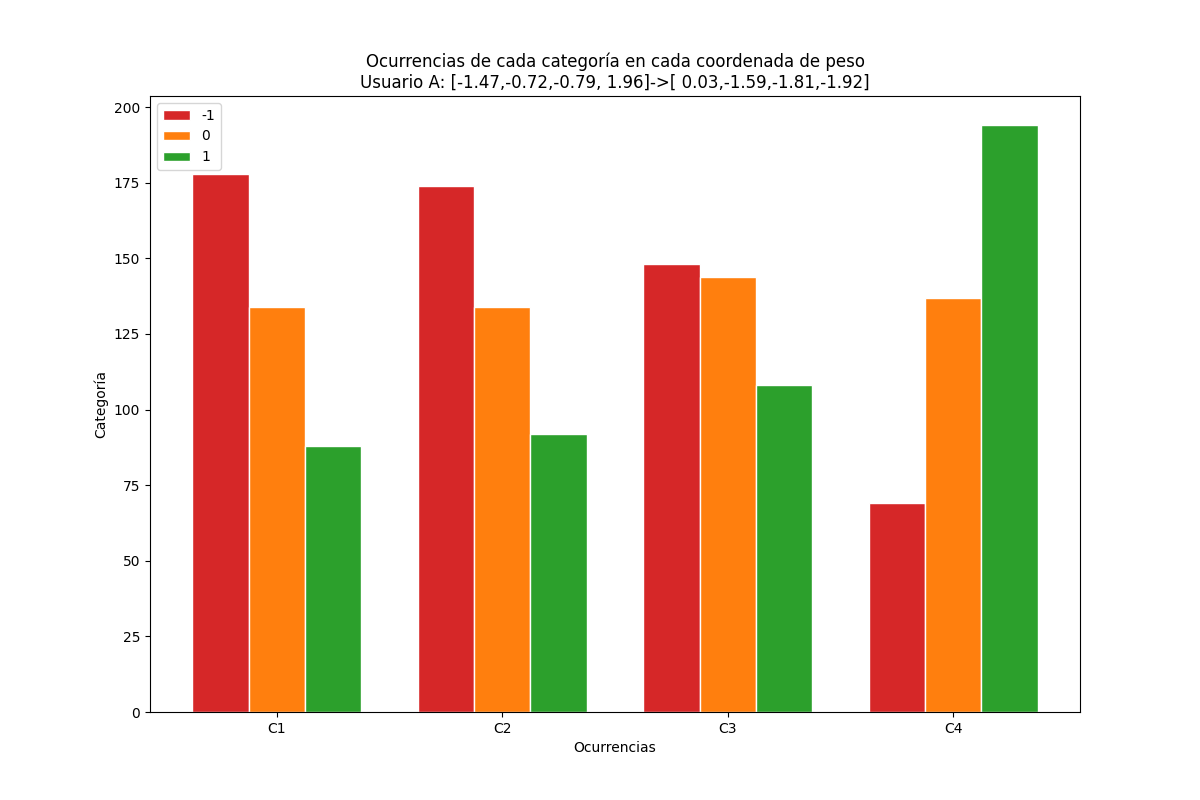 Ocurrencias de cada categoría en cada coordenada de peso
Usuario A: [-1.47,-0.72,-0.79, 1.96]->[ 0.03,-1.59,-1.81,-1.92]
-1
0
1
200
175
150
125
100
75
50
25
0
Categoría
C1 C2 C3 C4
Ocurrencias